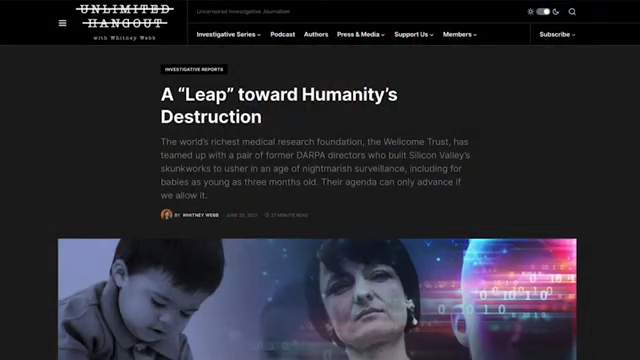 UNLIMITED
HANGOUT
with Whitney Webb
Uncensored Investigative Journalism
Investigative Series
Podcast
Authors
Press & Media
Support Us
Members
Subscribe
INVESTIGATIVE REPORTS
A “Leap” toward Humanity’s
Destruction
The world’s richest medical research foundation, the Wellcome Trust, has
teamed up with a pair of former DARPA directors who built Silicon Valley’s
skunkworks to usher in an age of nightmarish surveillance, including for
babies as young as three months old. Their agenda can only advance if
we allow it.
BY WHITNEY WEBB
27 MINUTE READ